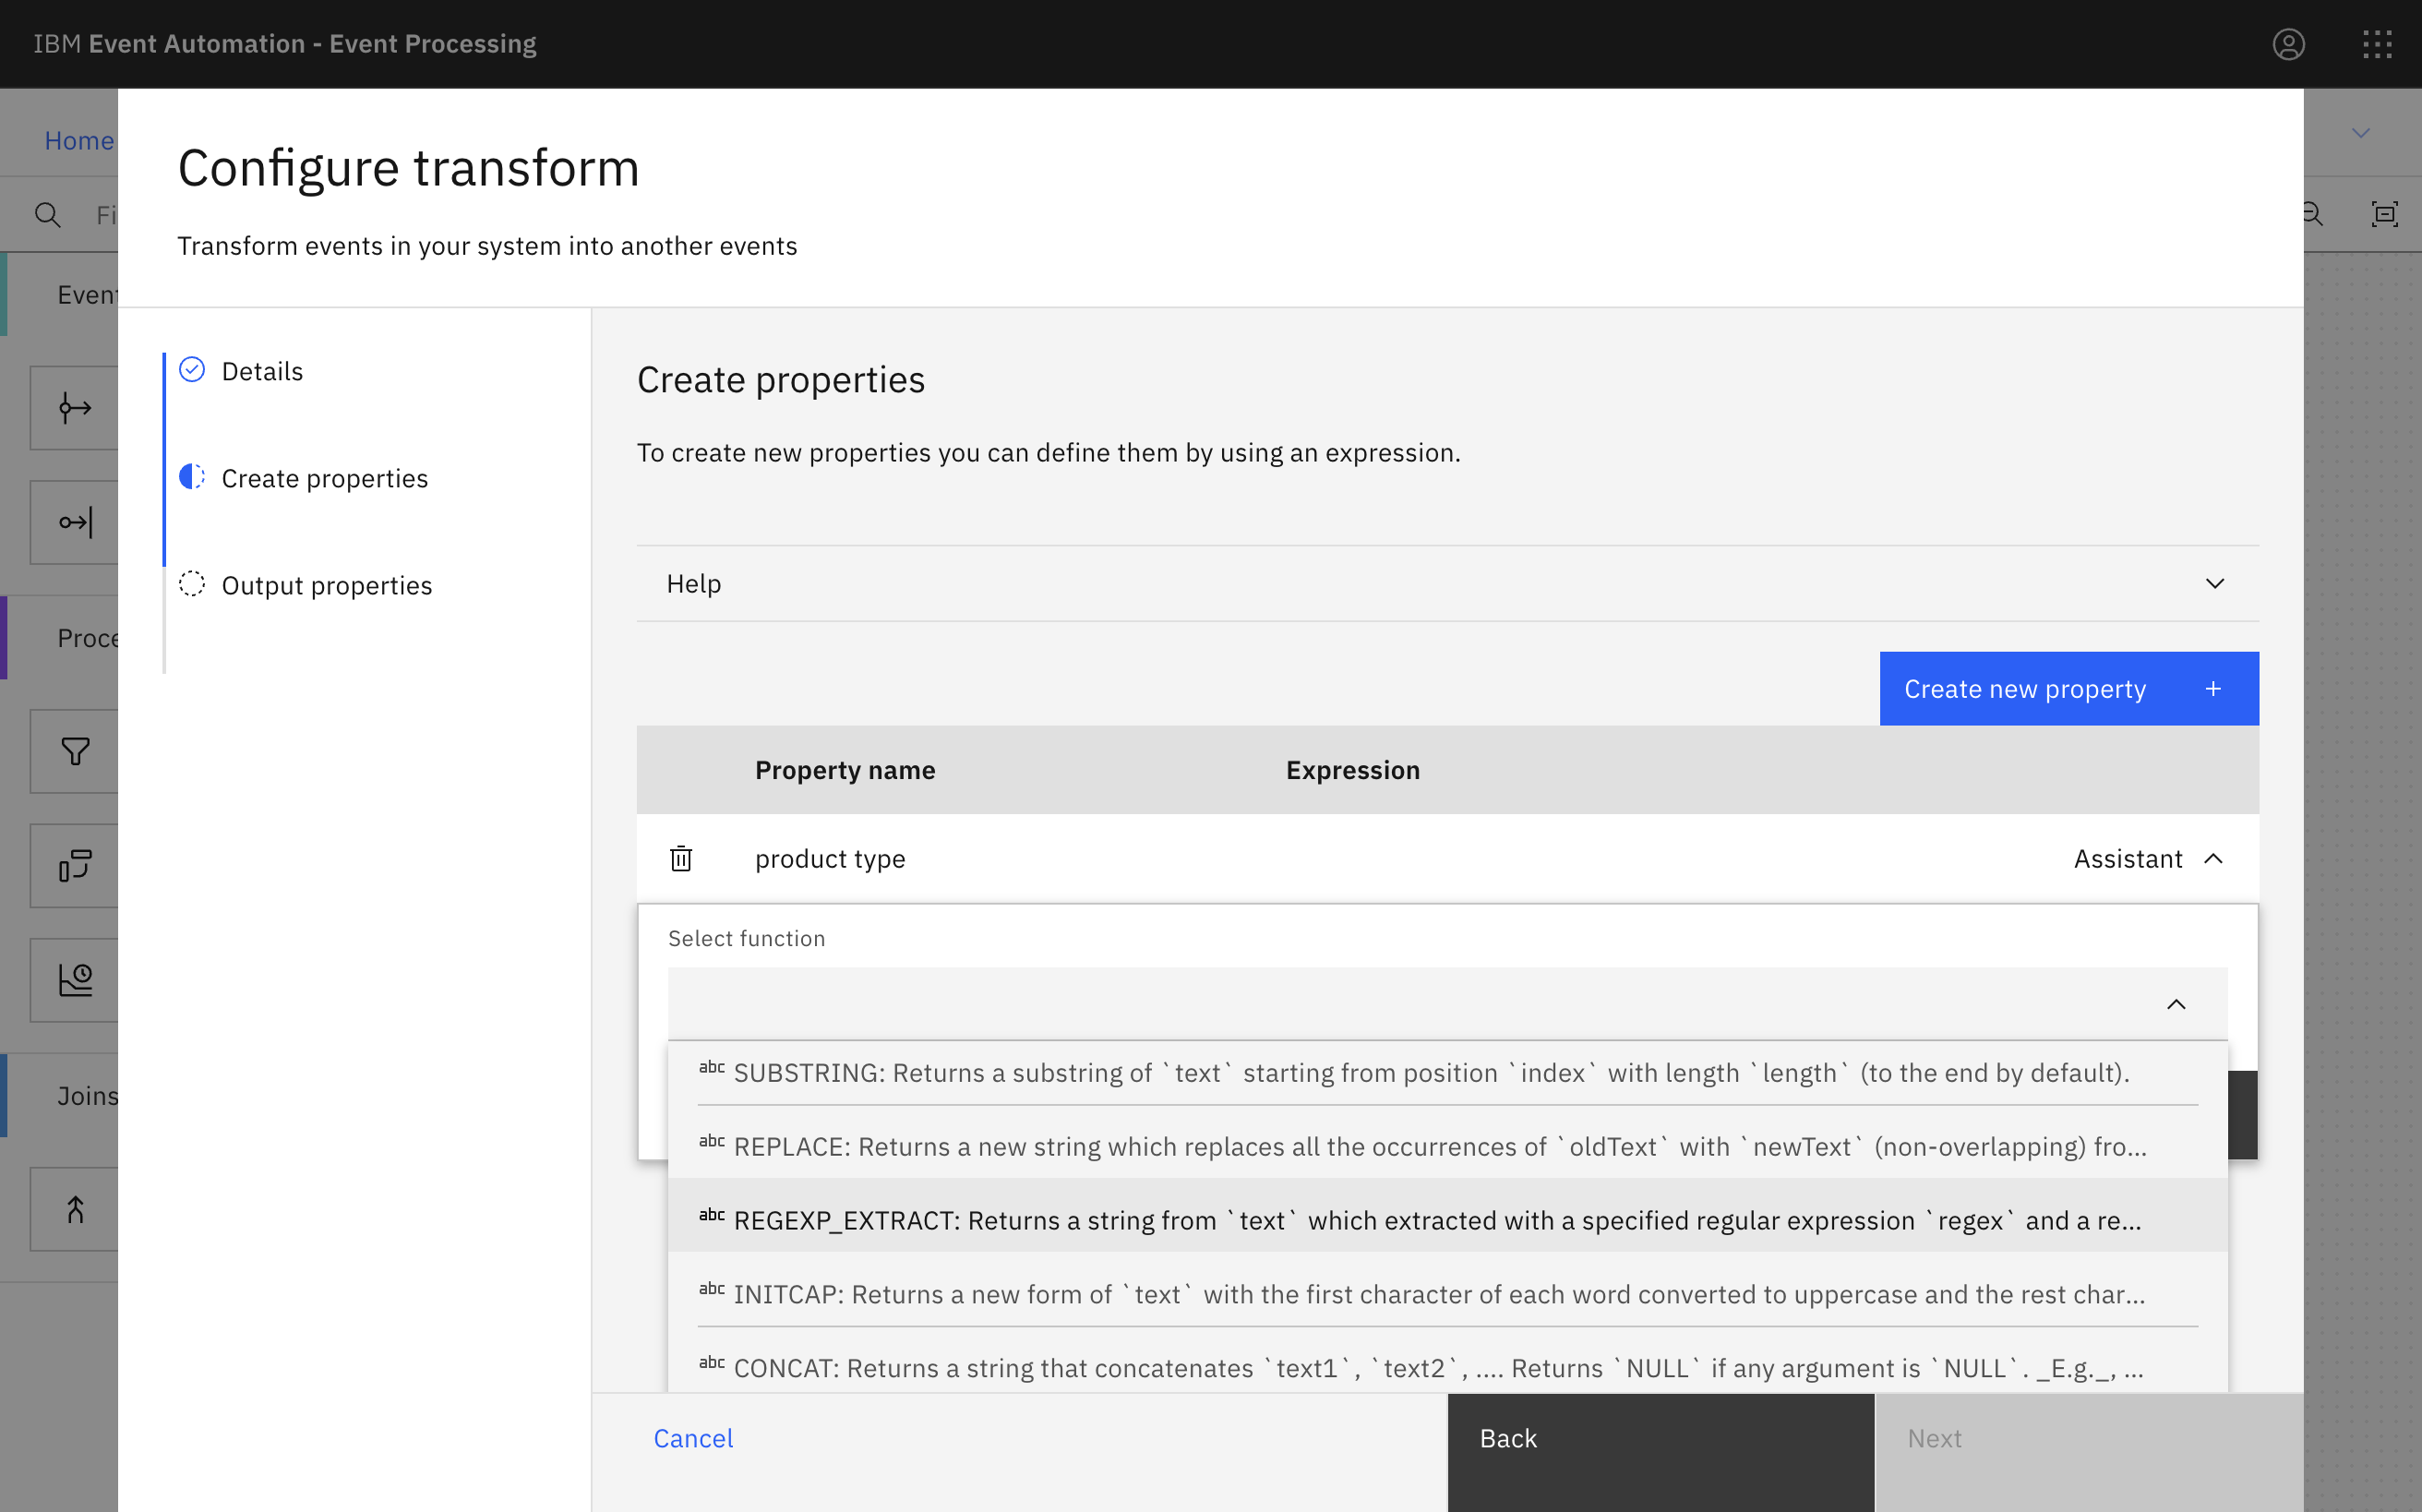 IBM Event Automation - Event Processing
Home
Configure transform
Transform events in your system into another events
Fi
Event
Proce
Joins
Details
Create properties
Output properties
Create properties
To create new properties you can define them by using an expression.
Help
Create new property +
Property name Expression
product type Assistant
Select function
abc SUBSTRING: Returns a substring of `text` starting from position `index` with length `length` (to the end by default).
abc REPLACE: Returns a new string which replaces all the occurrences of `oldText` with `newText` (non-overlapping) fro...
abc REGEXP_EXTRACT: Returns a string from `text` which extracted with a specified regular expression `regex` and a re...
abc INITCAP: Returns a new form of `text` with the first character of each word converted to uppercase and the rest char...
abc CONCAT: Returns a string that concatenates `text1`, `text2`, .... Returns `NULL` if any argument is `NULL`. _E.g._, ...
Cancel Back Next